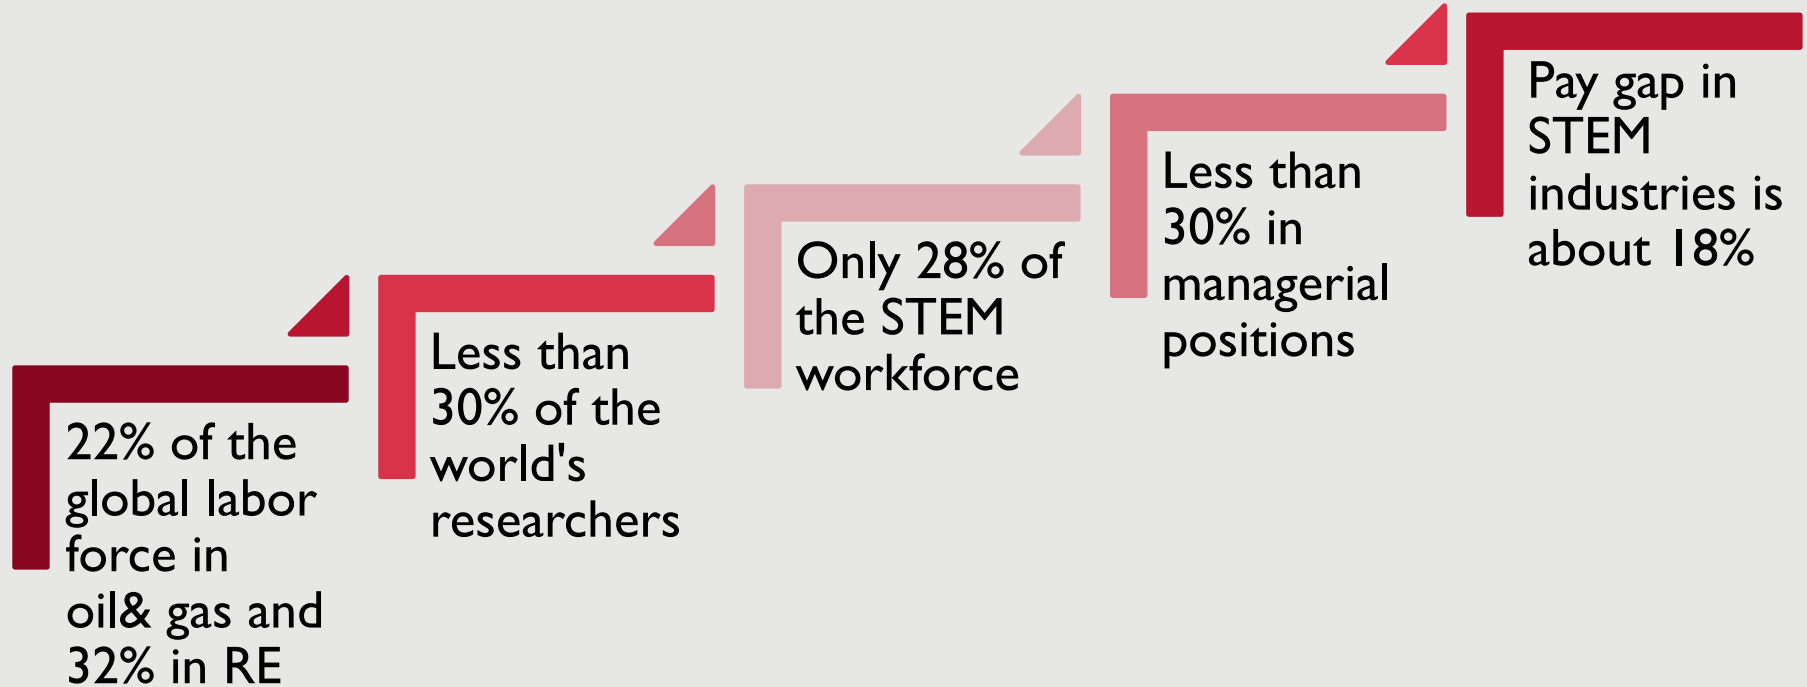 22% of the
global labor
force in
oil& gas and
32% in RE
Less than
30% of the
world's
researchers
Only 28% of
the STEM
workforce
Less than
30% in
managerial
positions
Pay gap in
STEM
industries is
about 18%